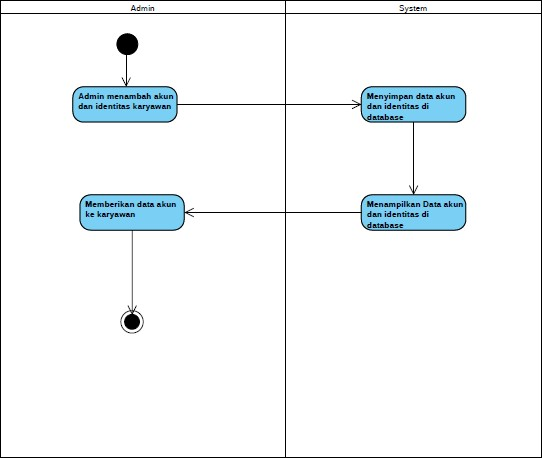 Admin
System
Admin menambah akun
dan identitas karyawan
Menyimpan data akun
dan identitas di
database
Memberikan data akun
ke karyawan
Menampilkan Data akun
dan identitas di
database